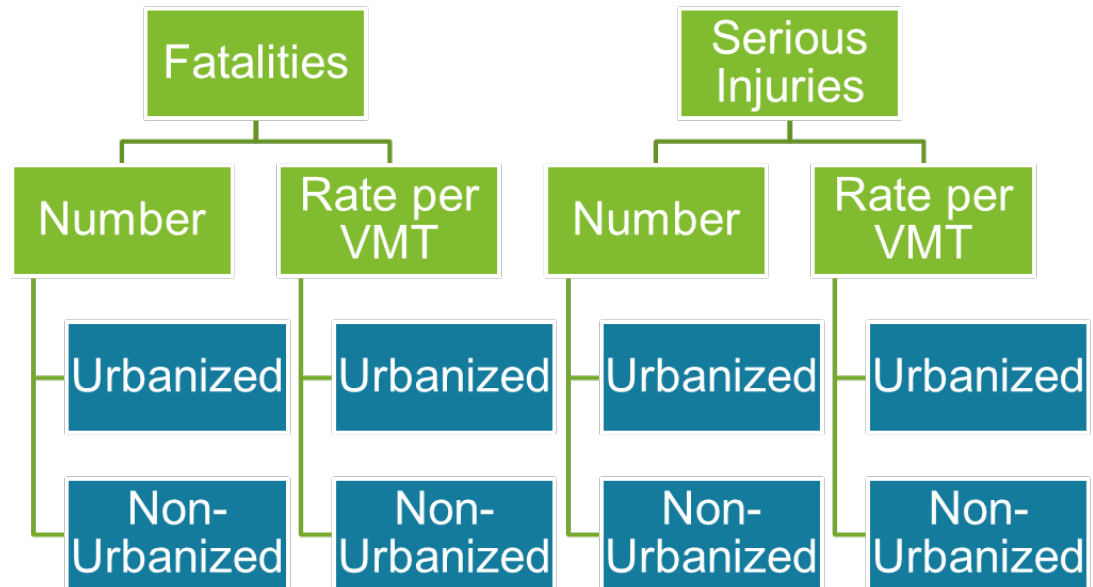 Fatalities
Serious
Injuries
Number
Rate per
VMT
Number
Rate per
VMT
Urbanized
Urbanized
Urbanized
Urbanized
Non-
Urbanized
Non-
Urbanized
Non-
Urbanized
Non-
Urbanized